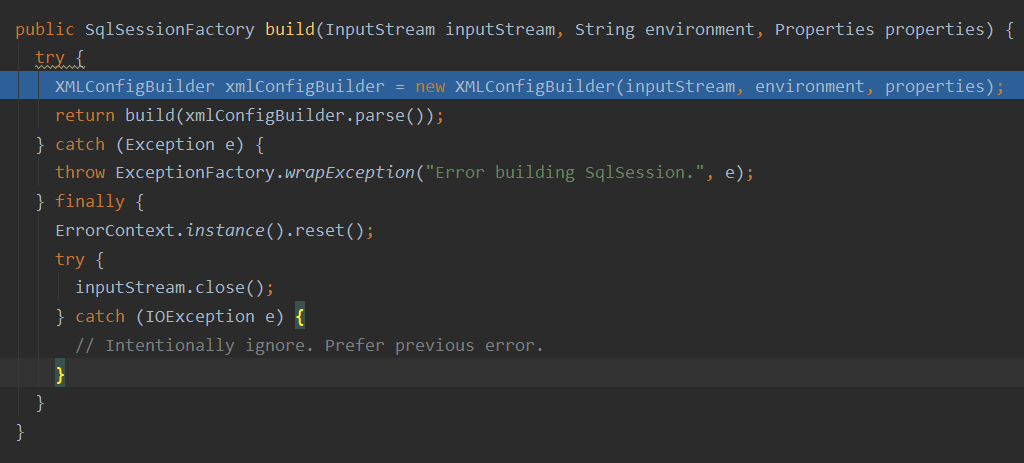 public SqlSessionFactory build(InputStream inputStream, String environment, Properties properties) {
  try {
    XMLConfigBuilder xmlConfigBuilder = new XMLConfigBuilder(inputStream, environment, properties);
    return build(xmlConfigBuilder.parse());
  } catch (Exception e) {
    throw ExceptionFactory.wrapException("Error building SqlSession.", e);
  } finally {
    ErrorContext.instance().reset();
    try {
      inputStream.close();
    } catch (IOException e) {
      // Intentionally ignore. Prefer previous error.
    }
  }
}